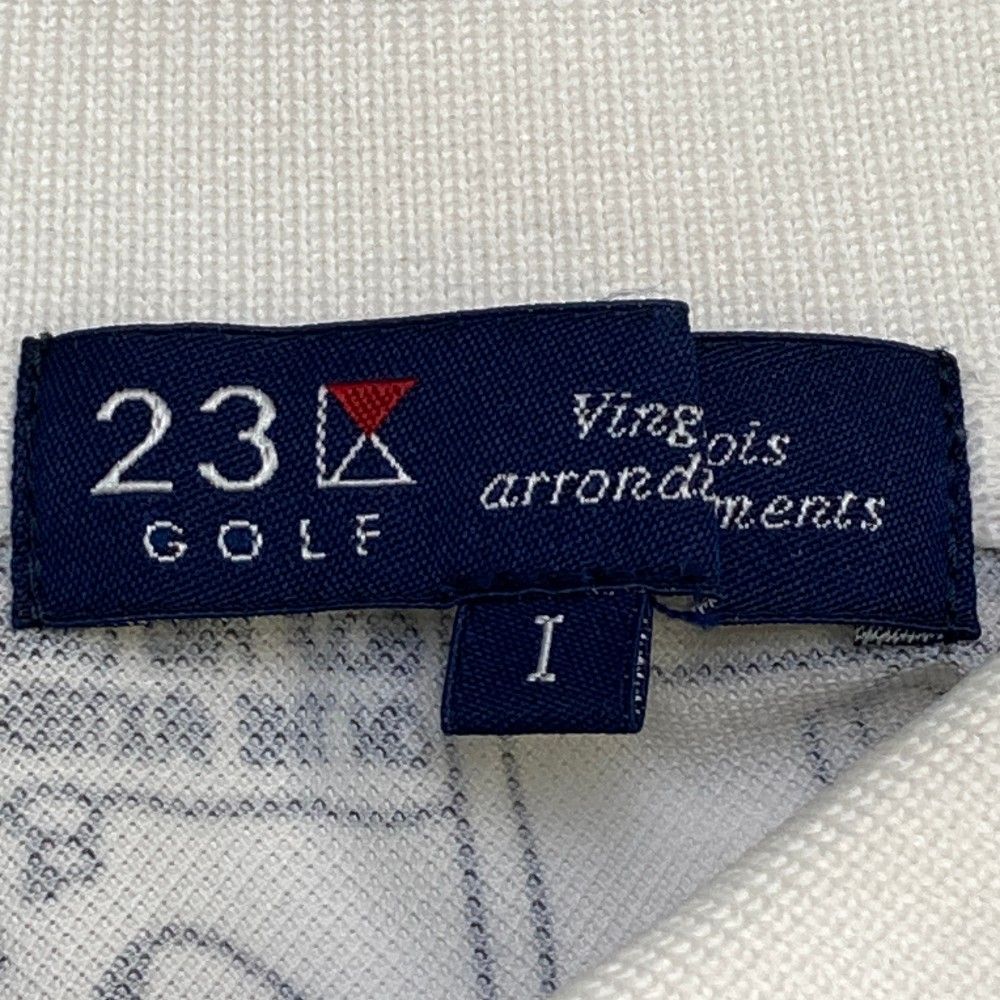 23
GOLF
Ving ois
arrondi ments
I